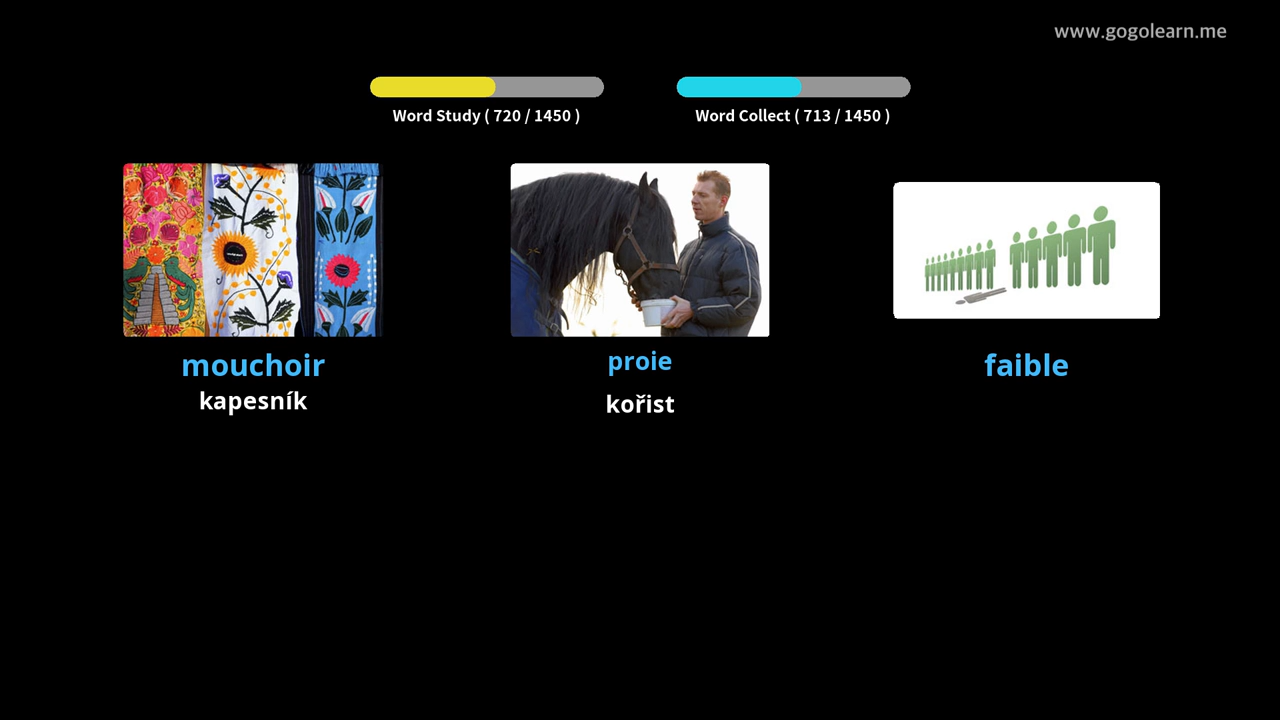 www.gogolearn.me
Word Study ( 720 / 1450 )
Word Collect ( 713 / 1450 )
mouchoir
kapesník
proie
kořist
faible